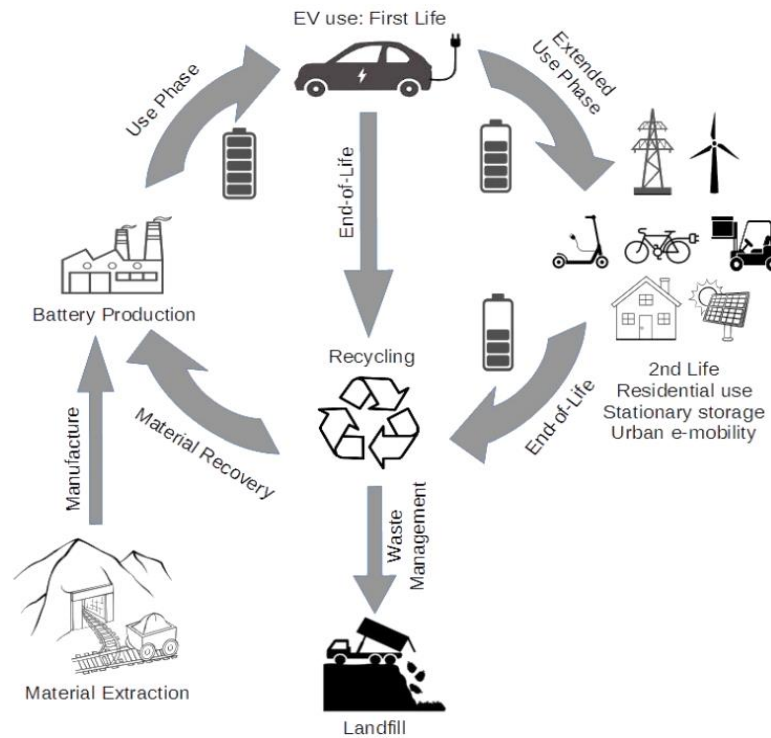 EV use: First Life
Use Phase
Extended
Use Phase
End-of-Life
Battery Production
Recycling
2nd Life
Residential use
Stationary storage
Urban e-mobility
End-of-Life
Material Recovery
Manufacture
Waste
Management
Material Extraction
Landfill